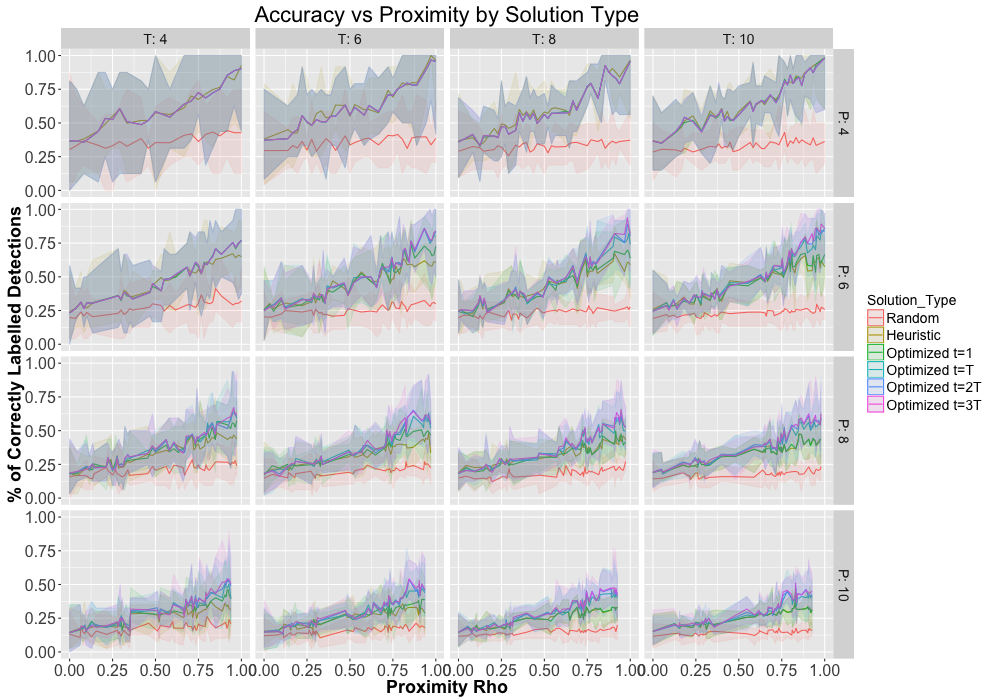 Accuracy vs Proximity by Solution Type
T: 4 T: 6 T: 8 T: 10
1.00
0.75
0.50
0.25
0.00
P: 4
1.00
0.75
0.50
0.25
0.00
P: 6
1.00
0.75
0.50
0.25
0.00
P: 8
1.00
0.75
0.50
0.25
0.00
P: 10
0.00 0.25 0.50 0.75 1.00 0.00 0.25 0.50 0.75 1.00 0.00 0.25 0.50 0.75 1.00 0.00 0.25 0.50 0.75 1.00
Proximity Rho
% of Correctly Labelled Detections
Solution_Type
Random
Heuristic
Optimized t=1
Optimized t=T
Optimized t=2T
Optimized t=3T